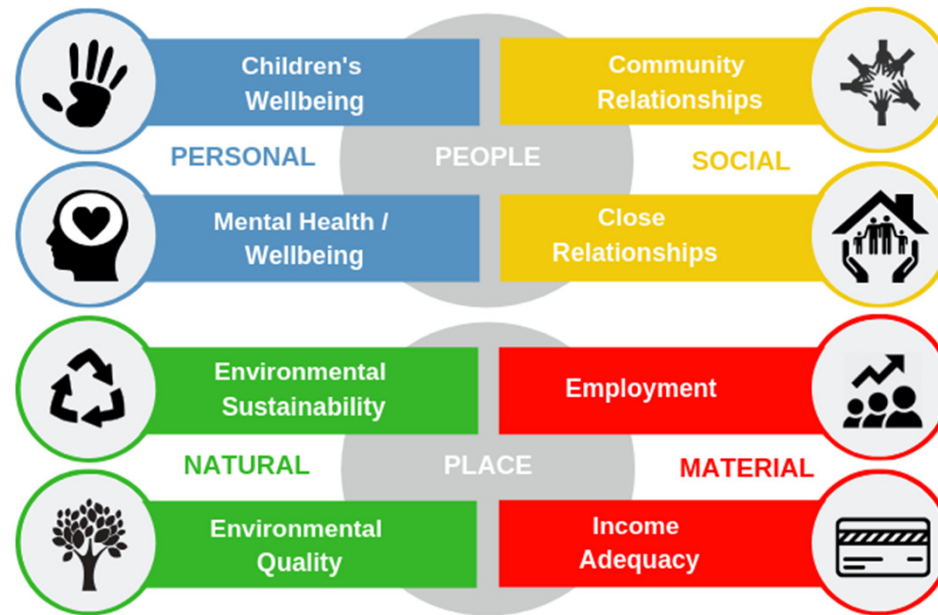 Children's
Wellbeing
Community
Relationships
PERSONAL
PEOPLE
SOCIAL
Mental Health /
Wellbeing
Close
Relationships
Environmental
Sustainability
Employment
NATURAL
PLACE
MATERIAL
Environmental
Quality
Income
Adequacy